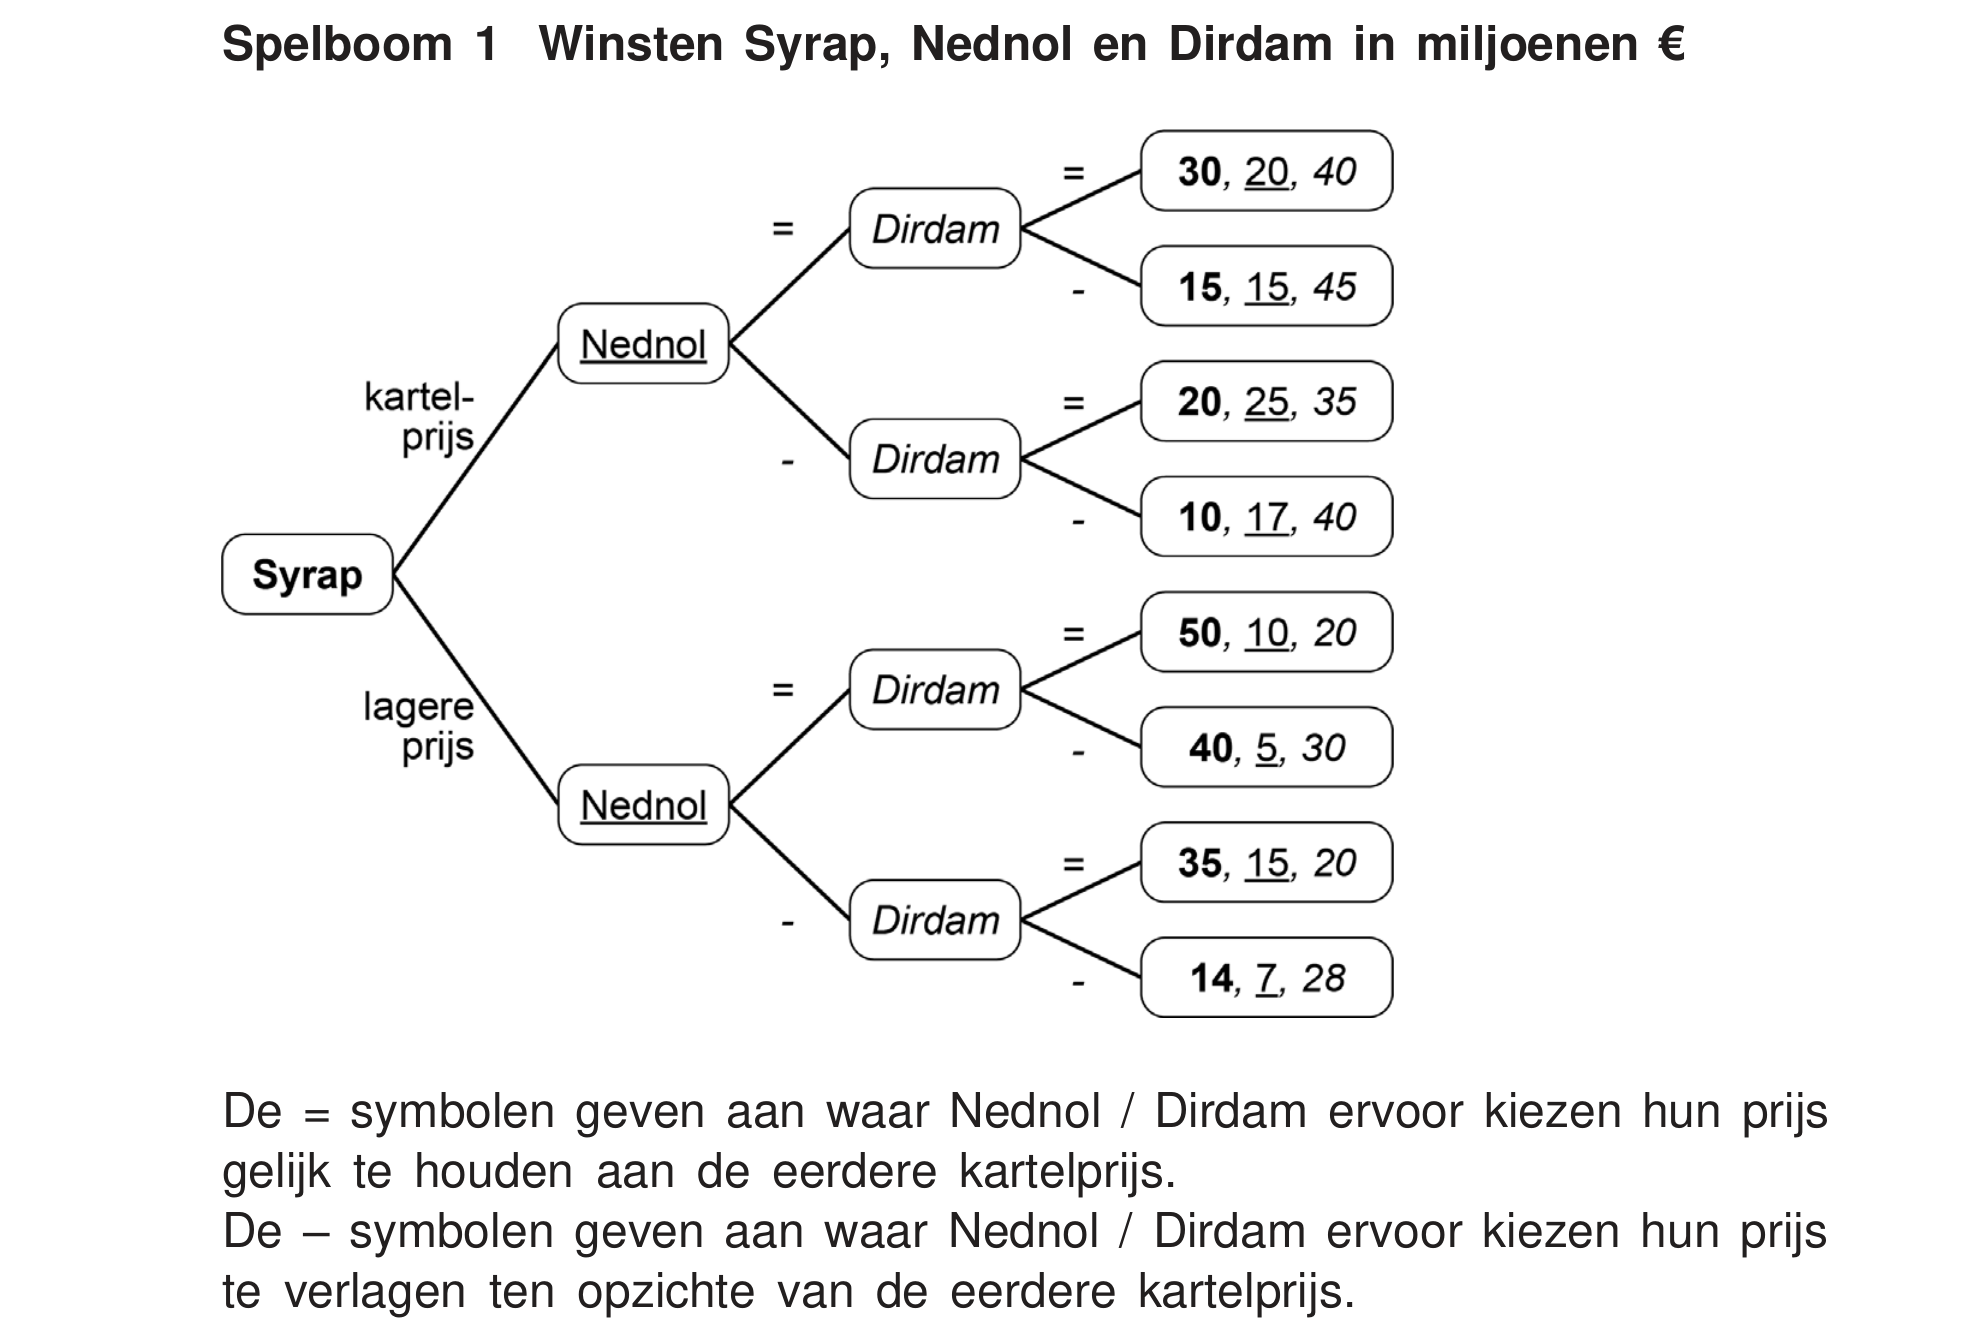 Spelboom 1 Winsten Syrap, Nednol en Dirdam in miljoenen €
=
30, 20, 40
=
Dirdam
-
15, 15, 45
Nednol
kartel-
prijs
=
20, 25, 35
-
Dirdam
-
10, 17, 40
Syrap
=
50, 10, 20
=
Dirdam
lagere
prijs
-
40, 5, 30
Nednol
=
35, 15, 20
-
Dirdam
-
14, 7, 28
De = symbolen geven aan waar Nednol / Dirdam ervoor kiezen hun prijs
gelijk te houden aan de eerdere kartelprijs.
De – symbolen geven aan waar Nednol / Dirdam ervoor kiezen hun prijs
te verlagen ten opzichte van de eerdere kartelprijs.